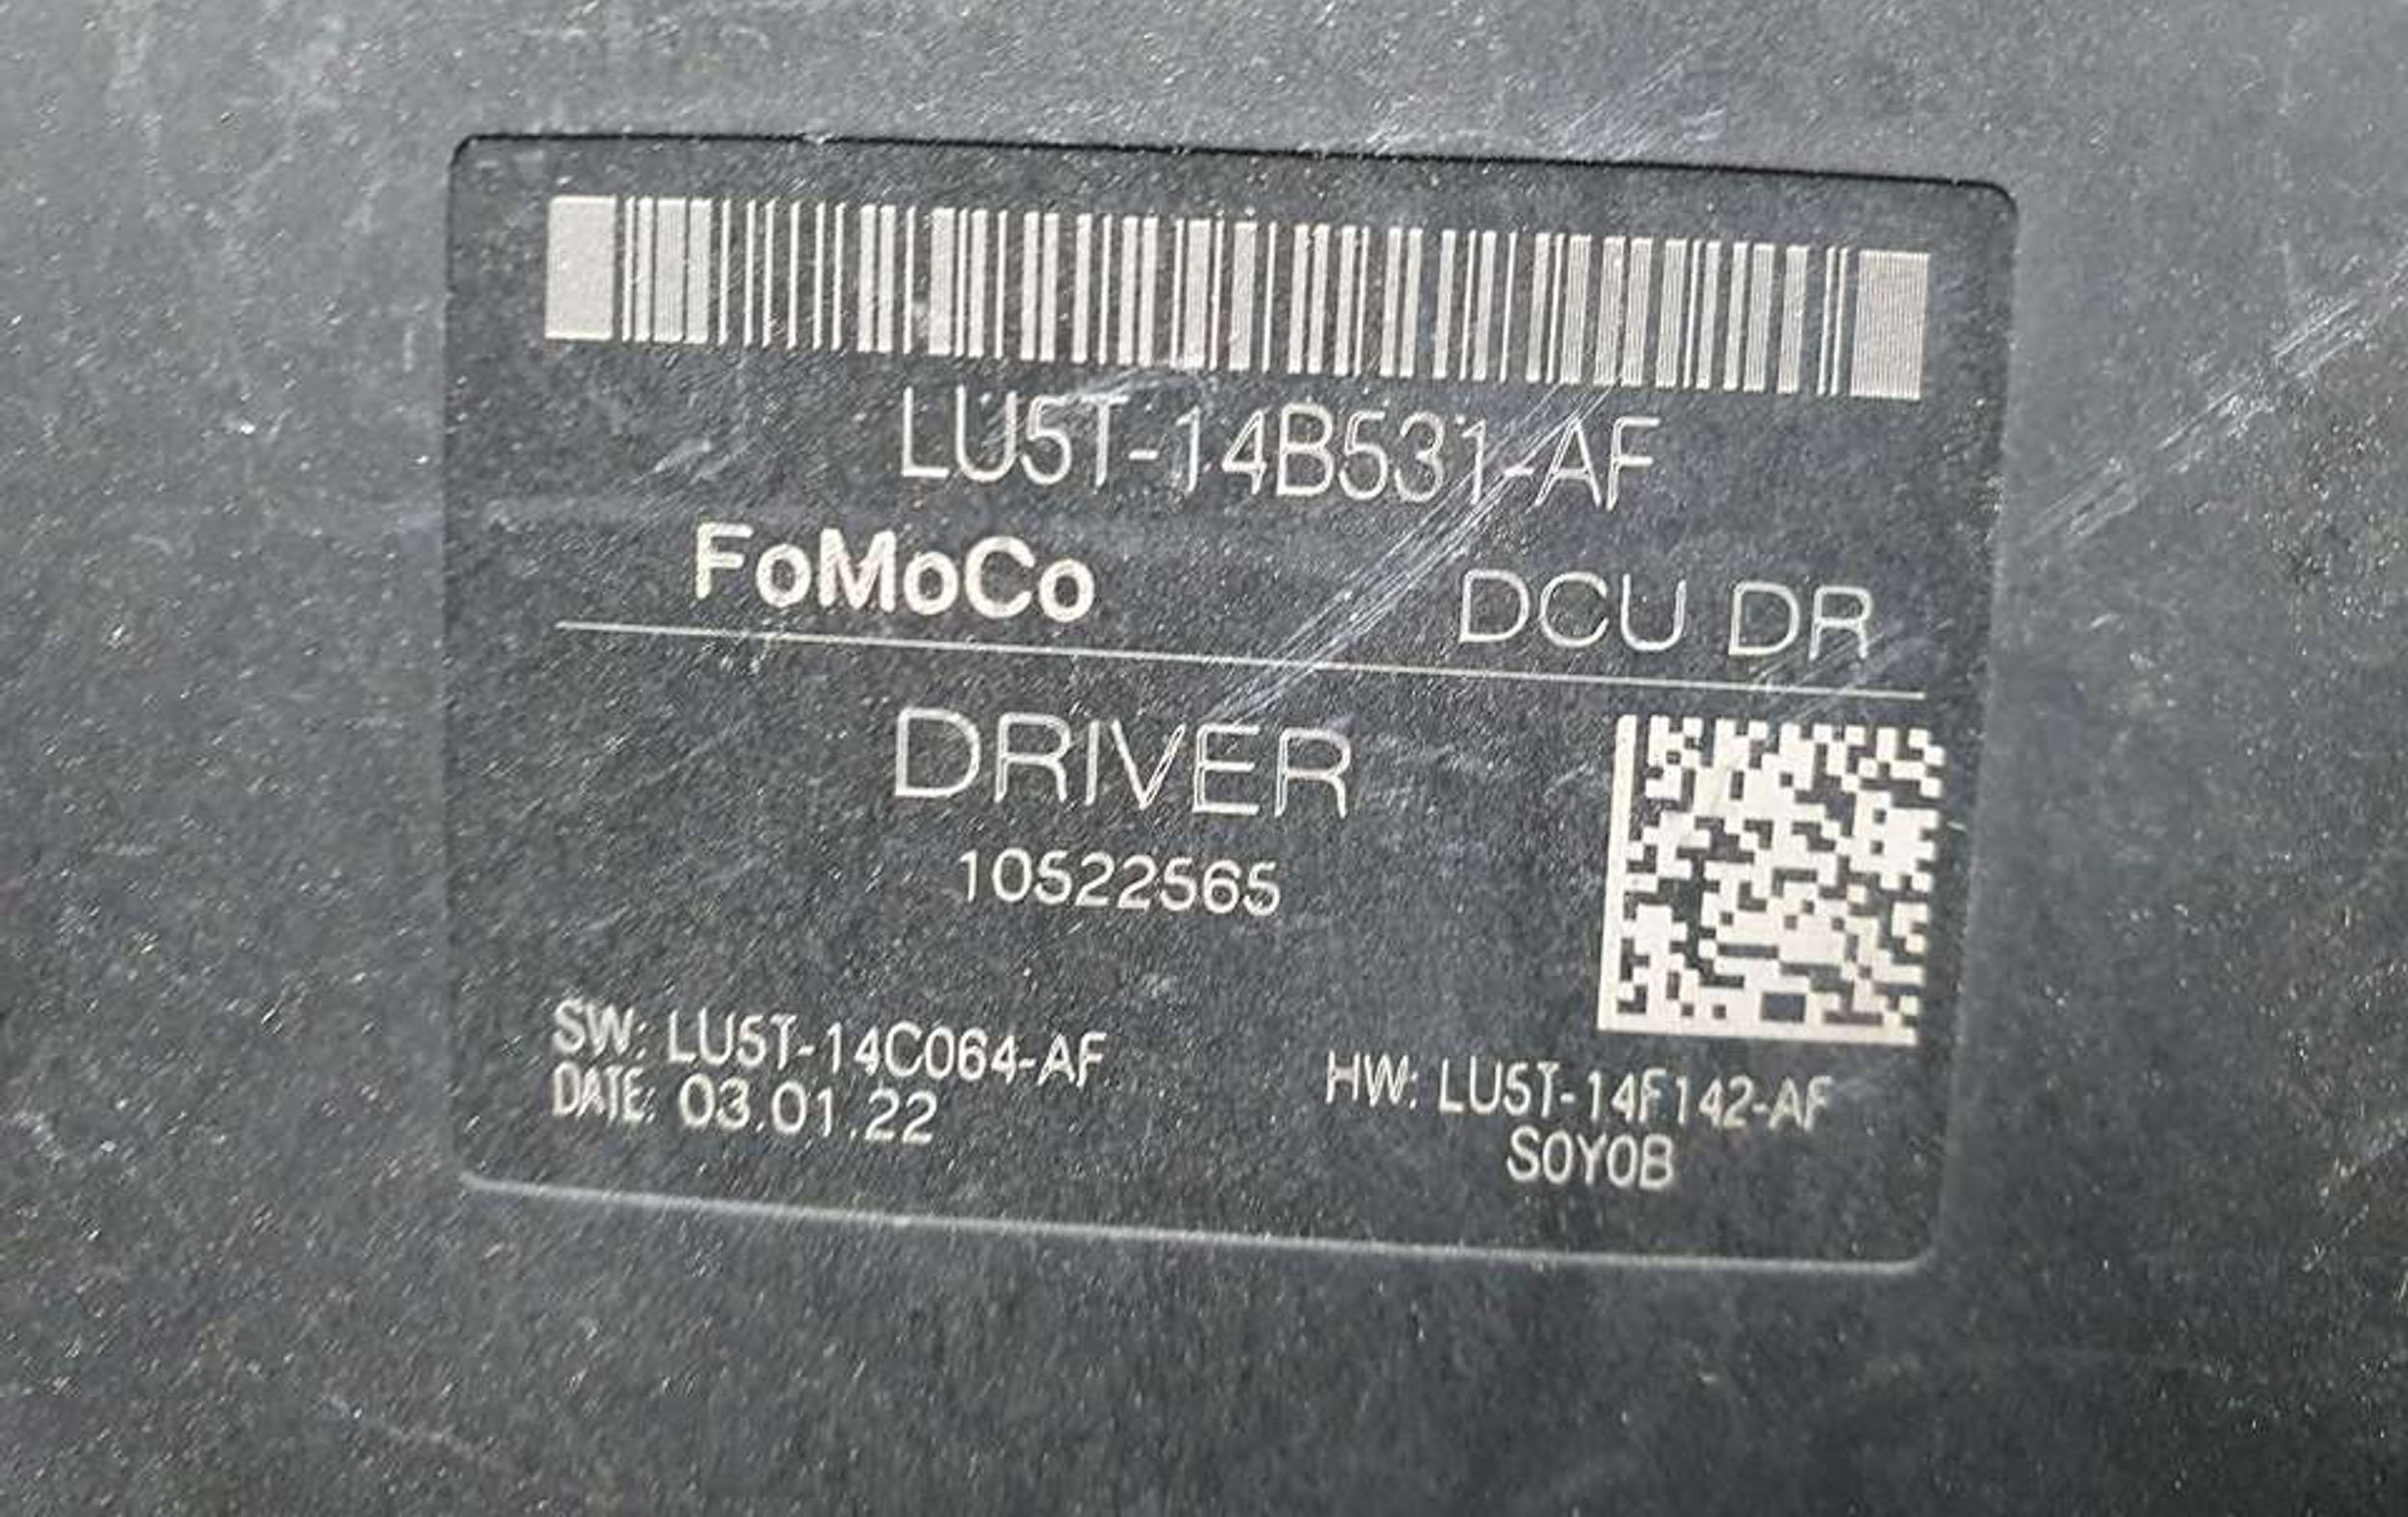 LU5T-14B531-AF
FoMoCo DCU DR
DRIVER
10522565
SW: LU5T-14C064-AF
DATE: 03.01.22
HW: LU5T-14F142-AF
S0Y0B